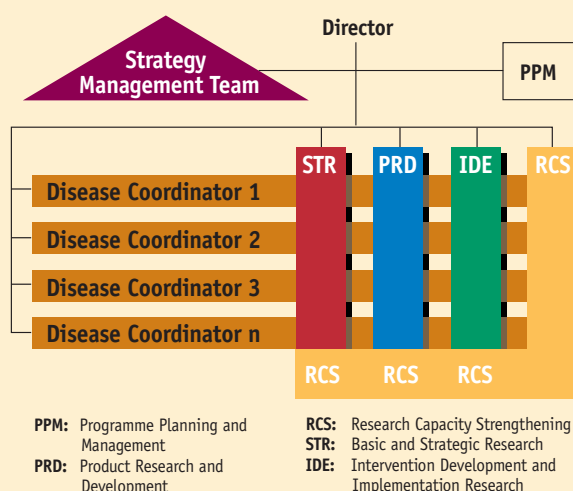 Director
Strategy
Management Team
PPM
STR PRD IDE RCS
Disease Coordinator 1
Disease Coordinator 2
Disease Coordinator 3
Disease Coordinator n
RCS RCS RCS
PPM: Programme Planning and
Management
PRD: Product Research and
Development
RCS: Research Capacity Strengthening
STR: Basic and Strategic Research
IDE: Intervention Development and
Implementation Research